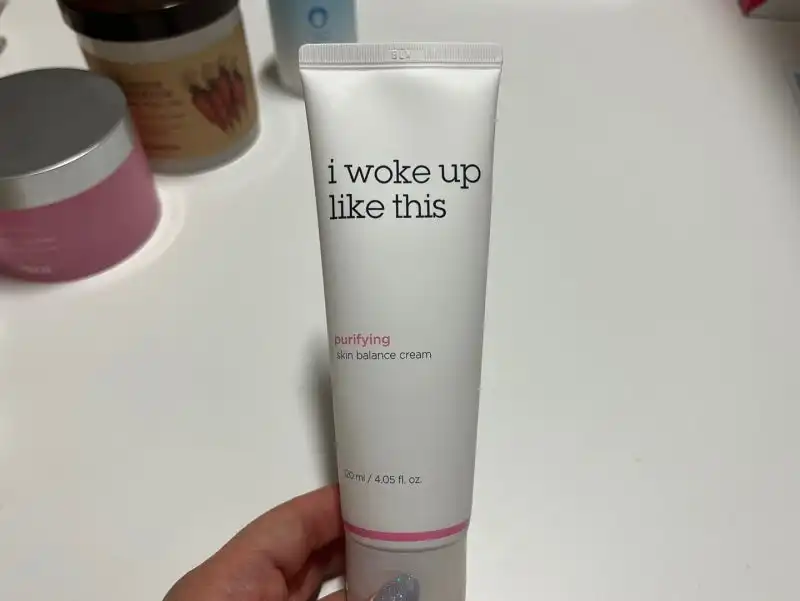 i woke up
like this
purifying
skin balance cream
120 ml / 4.05 fl. oz.